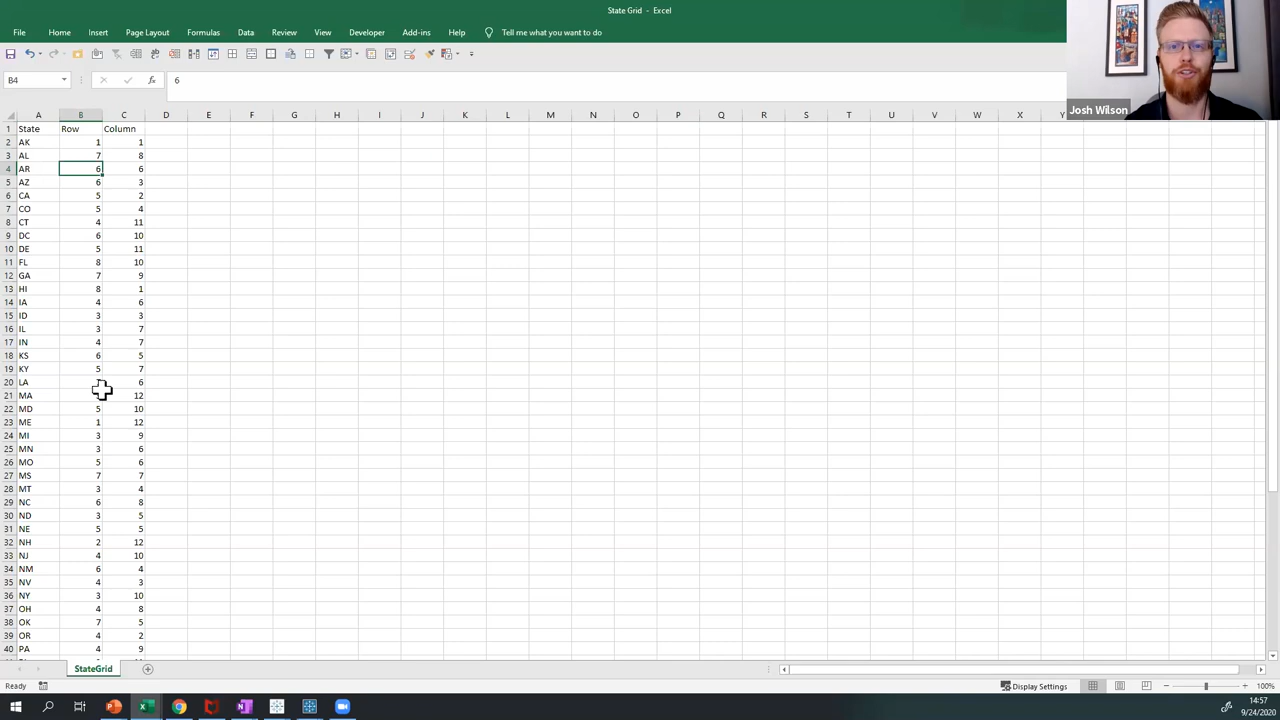 State Grid - Excel
File Home Insert Page Layout Formulas Data Review View Developer Add-ins Help Tell me what you want to do
B4 fx 6
Josh Wilson
A B C D E F G H K L M N O P Q R S T U V W X Y
1 State Row Column
2 AK 1 1
3 AL 7 8
4 AR 6 6
5 AZ 6 3
6 CA 5 2
7 CO 5 4
8 CT 4 11
9 DC 6 10
10 DE 5 11
11 FL 8 10
12 GA 7 9
13 HI 8 1
14 IA 4 6
15 ID 3 3
16 IL 3 7
17 IN 4 7
18 KS 6 5
19 KY 5 7
20 LA 6
21 MA 12
22 MD 5 10
23 ME 1 12
24 MI 3 9
25 MN 3 6
26 MO 5 6
27 MS 7 7
28 MT 3 4
29 NC 6 8
30 ND 3 5
31 NE 5 5
32 NH 2 12
33 NJ 4 10
34 NM 6 4
35 NV 4 3
36 NY 3 10
37 OH 4 8
38 OK 7 5
39 OR 4 2
40 PA 4 9
StateGrid
Ready Display Settings 100%
14:57
9/24/2020